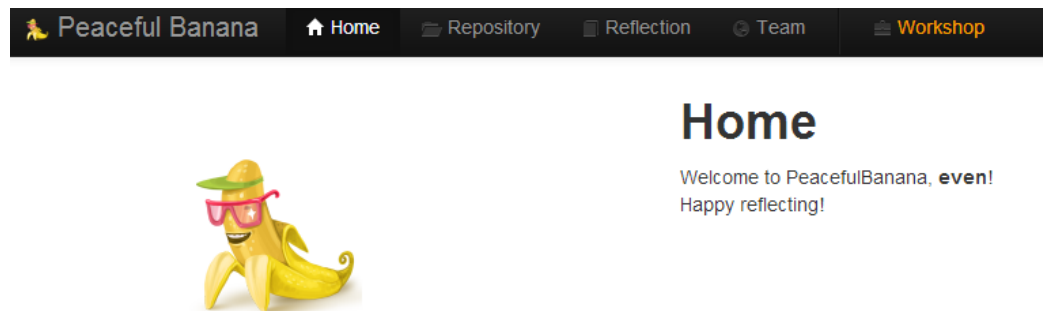 Peaceful Banana Home Repository Reflection Team Workshop
Home
Welcome to PeacefulBanana, even!
Happy reflecting!